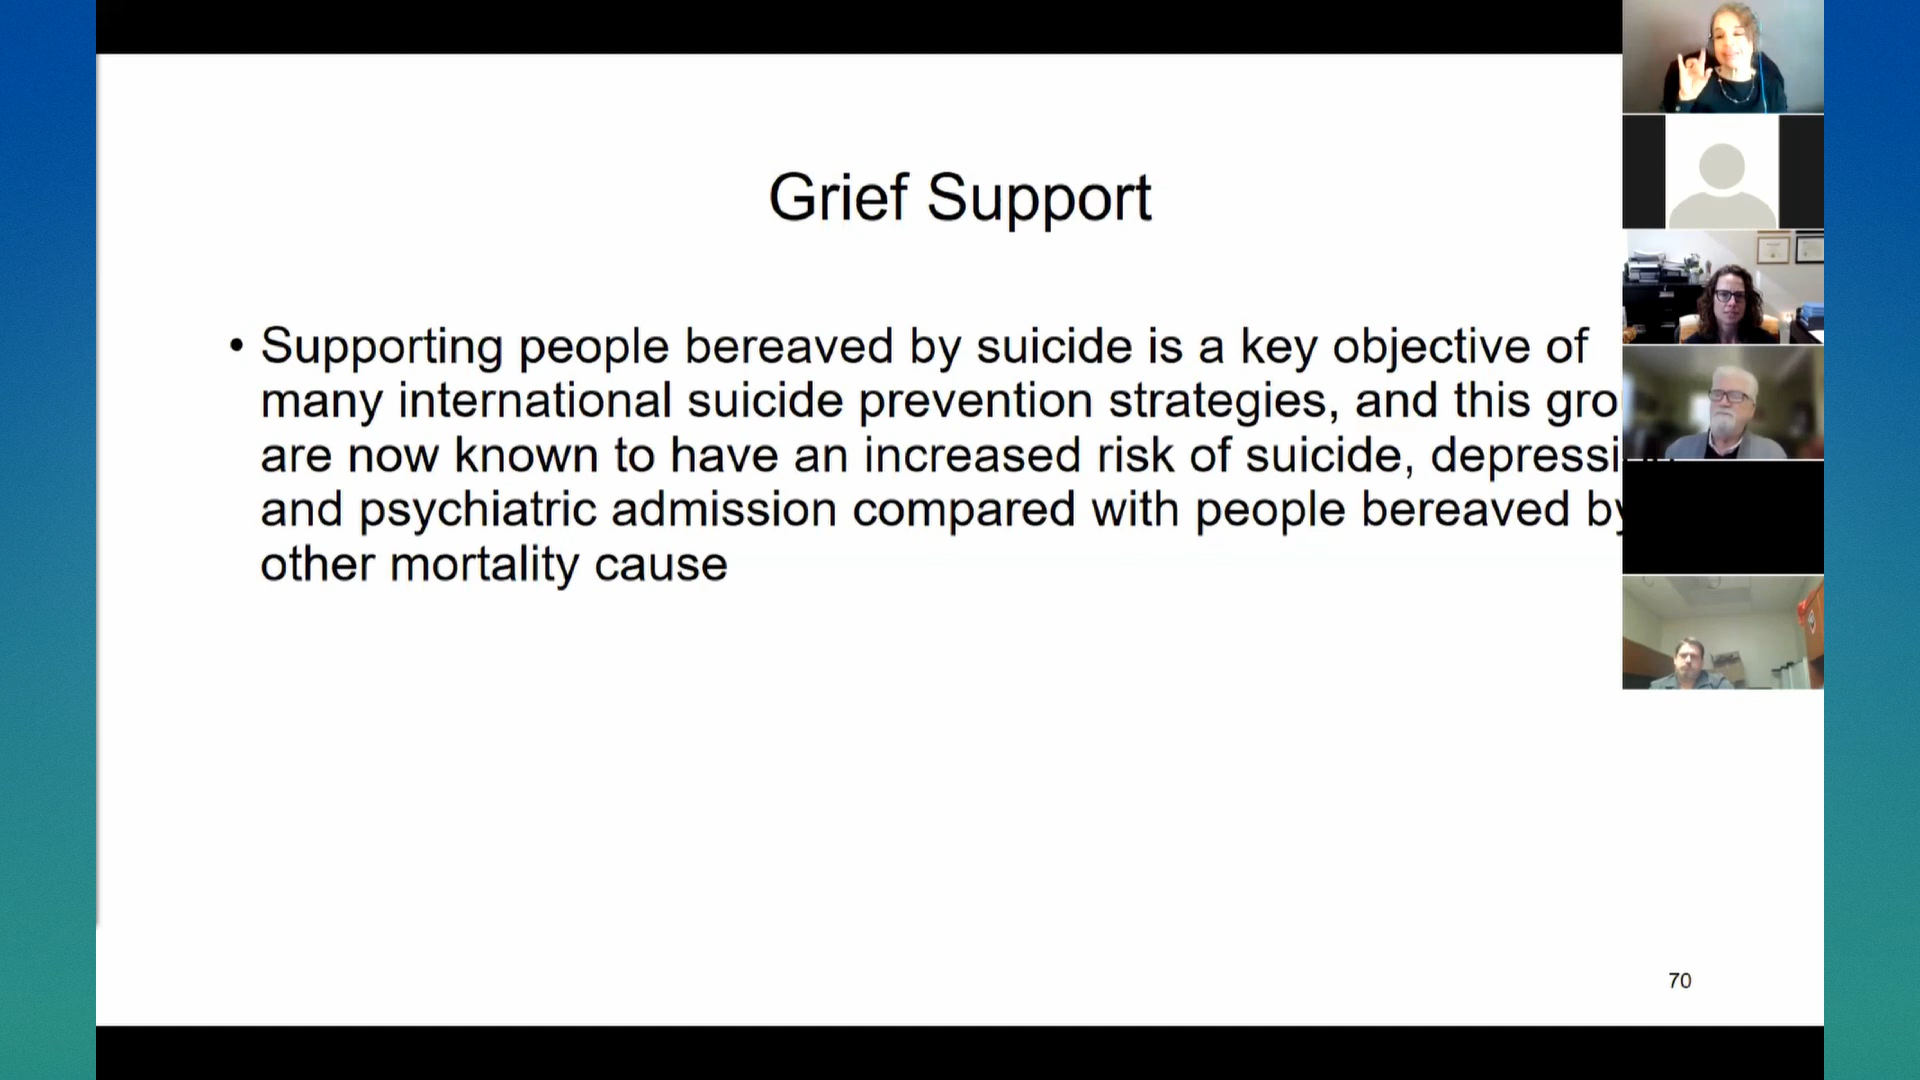 Grief Support
• Supporting people bereaved by suicide is a key objective of
many international suicide prevention strategies, and this
are now known to have an increased risk of suicide,
and psychiatric admission compared with people bereaved by
other mortality cause
70